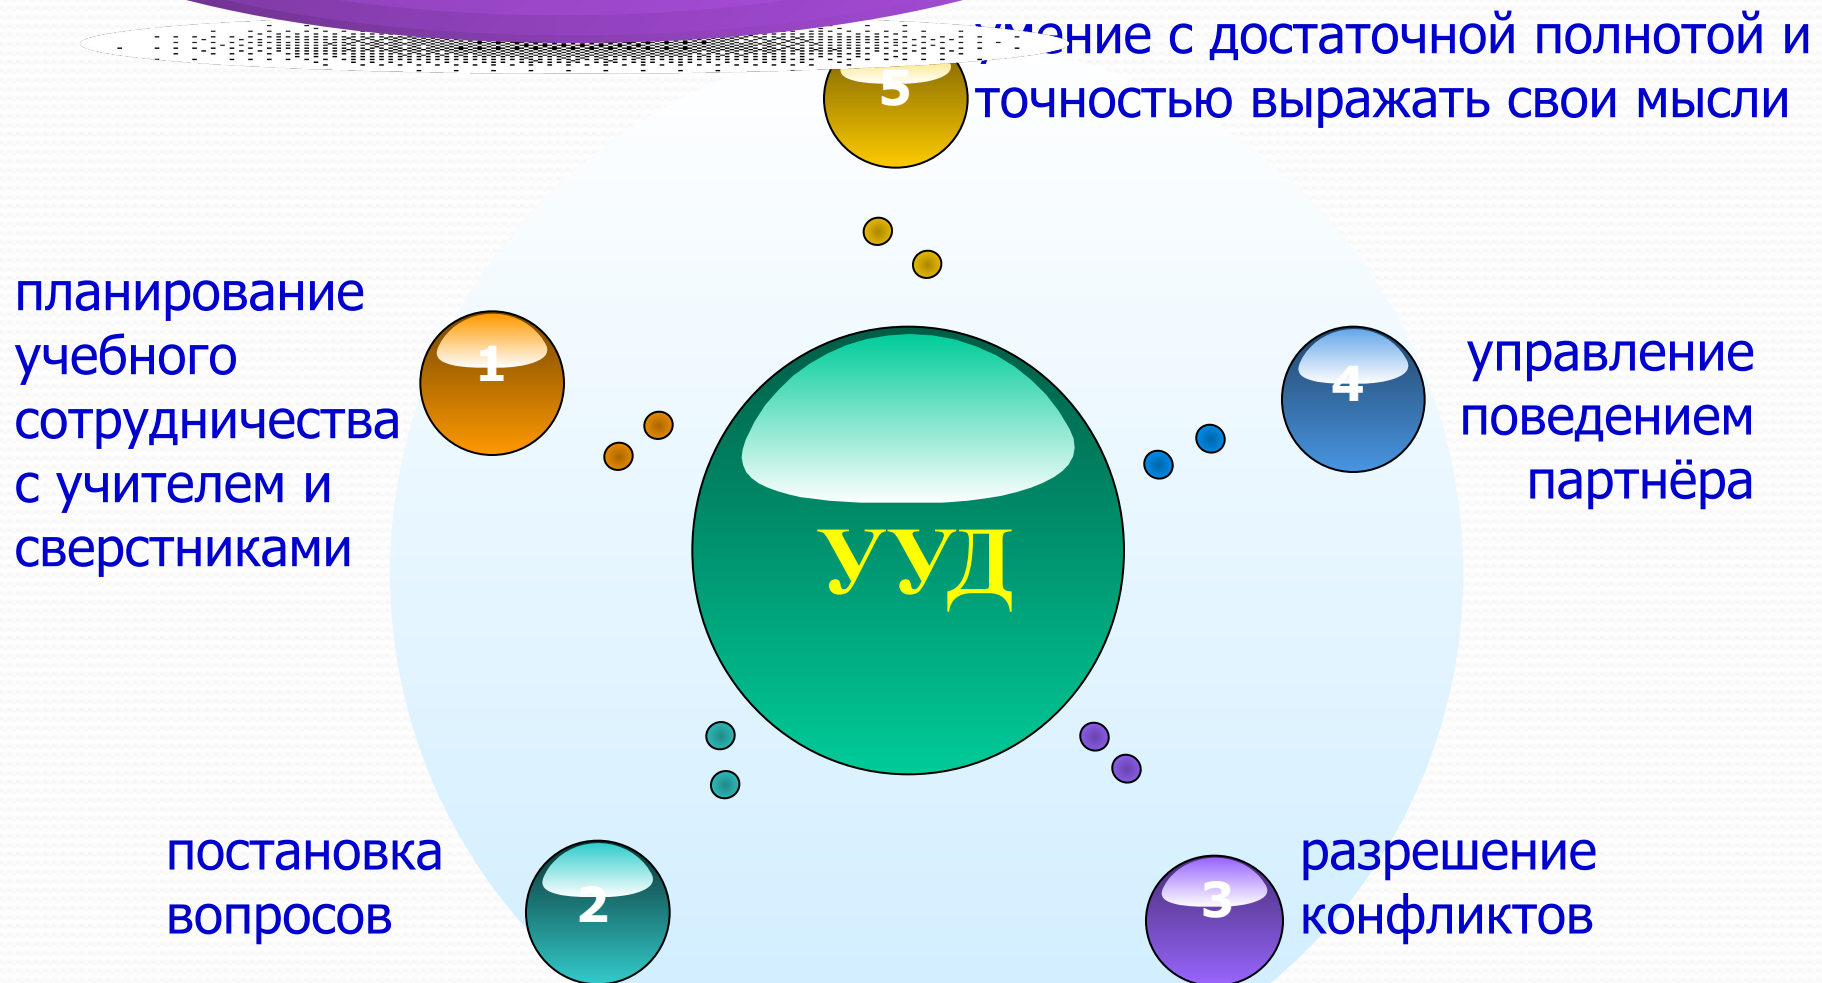 умение с достаточной полнотой и
точностью выражать свои мысли
5
планирование
учебного
сотрудничества
с учителем и
сверстниками
1
4
управление
поведением
партнёра
УУД
постановка
вопросов
2
3
разрешение
конфликтов